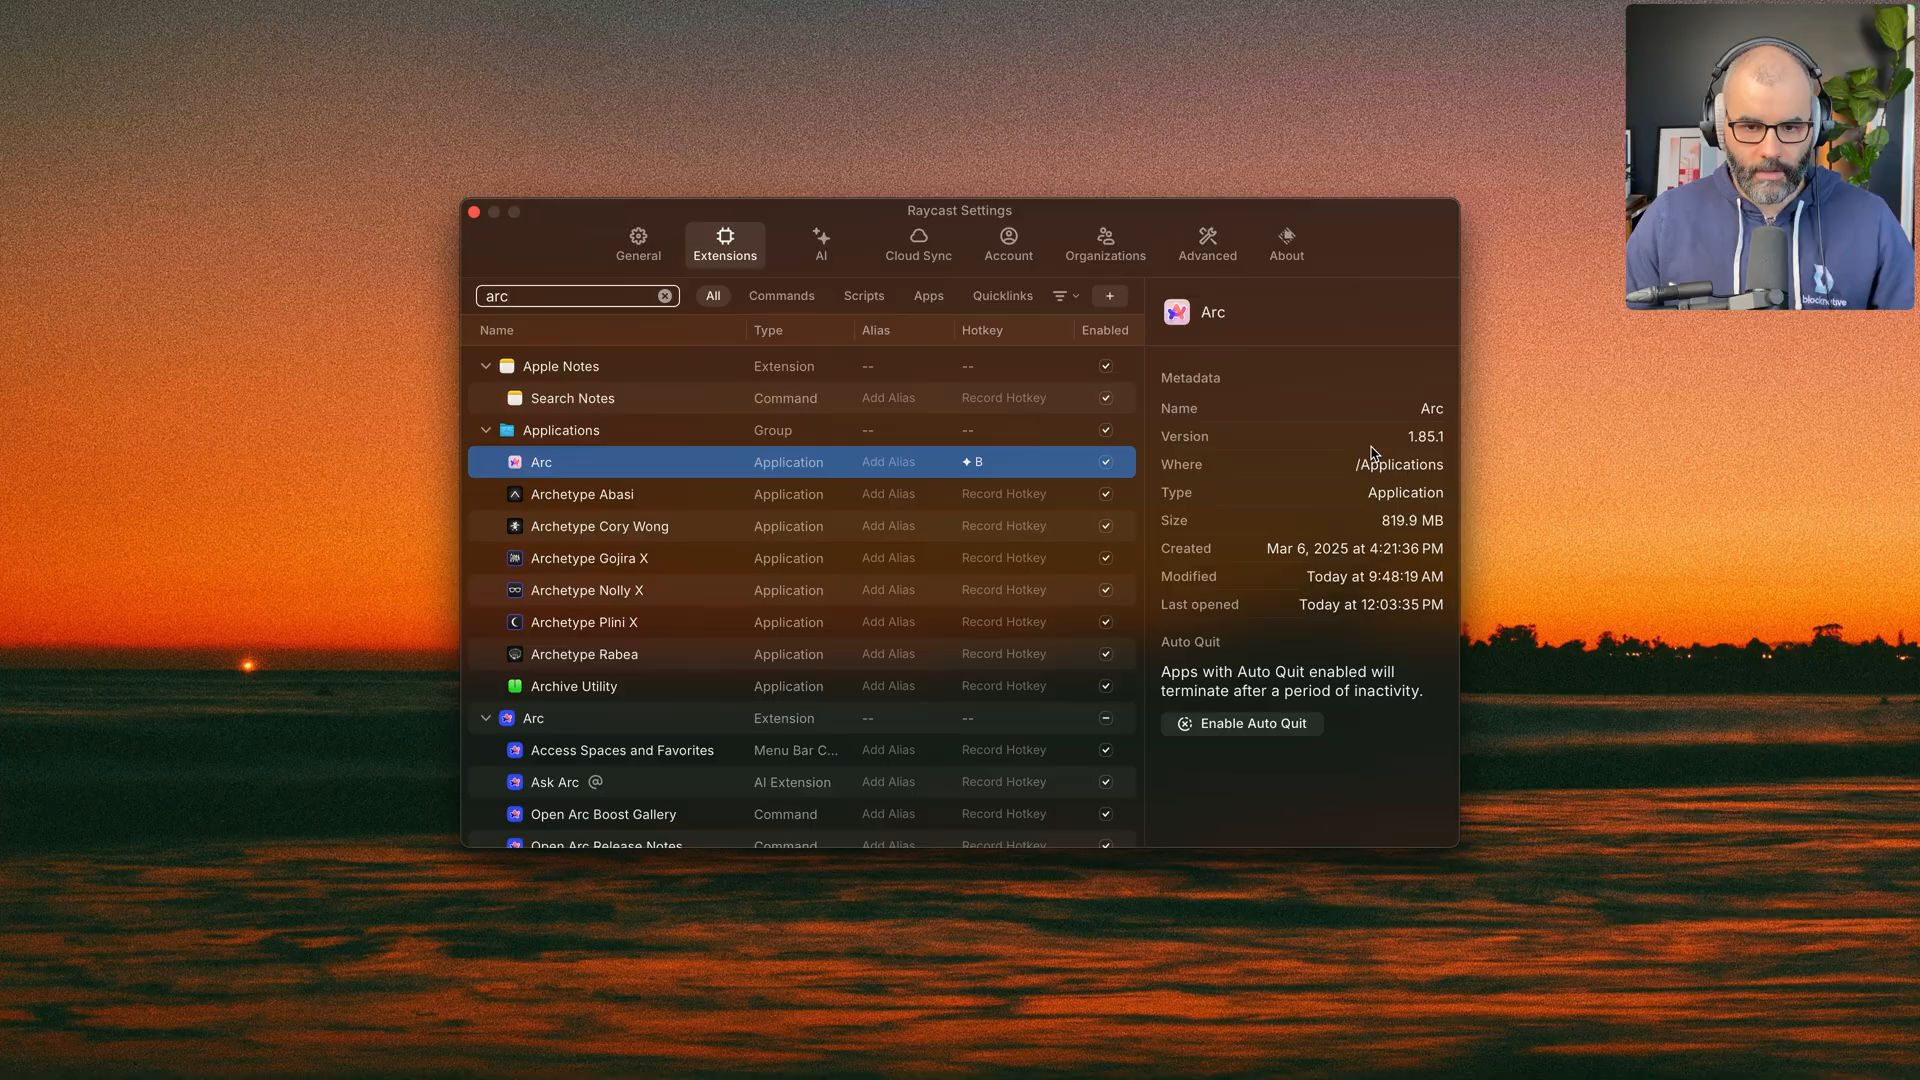 Raycast Settings
General
Extensions
AI
Cloud Sync
Account
Organizations
Advanced
About
arc
All
Commands
Scripts
Apps
Quicklinks
+
Name Type Alias Hotkey Enabled
Apple Notes Extension -- --
Search Notes Command Add Alias Record Hotkey
Applications Group -- --
Arc Application Add Alias ✦ B
Archetype Abasi Application Add Alias Record Hotkey
Archetype Cory Wong Application Add Alias Record Hotkey
Archetype Gojira X Application Add Alias Record Hotkey
Archetype Nolly X Application Add Alias Record Hotkey
Archetype Plini X Application Add Alias Record Hotkey
Archetype Rabea Application Add Alias Record Hotkey
Archive Utility Application Add Alias Record Hotkey
Arc Extension -- --
Access Spaces and Favorites Menu Bar C... Add Alias Record Hotkey
Ask Arc @ AI Extension Add Alias Record Hotkey
Open Arc Boost Gallery Command Add Alias Record Hotkey
Open Arc Release Notes Command Add Alias Record Hotkey
Arc
Metadata
Name Arc
Version 1.85.1
Where /Applications
Type Application
Size 819.9 MB
Created Mar 6, 2025 at 4:21:36 PM
Modified Today at 9:48:19 AM
Last opened Today at 12:03:35 PM
Auto Quit
Apps with Auto Quit enabled will
terminate after a period of inactivity.
Enable Auto Quit